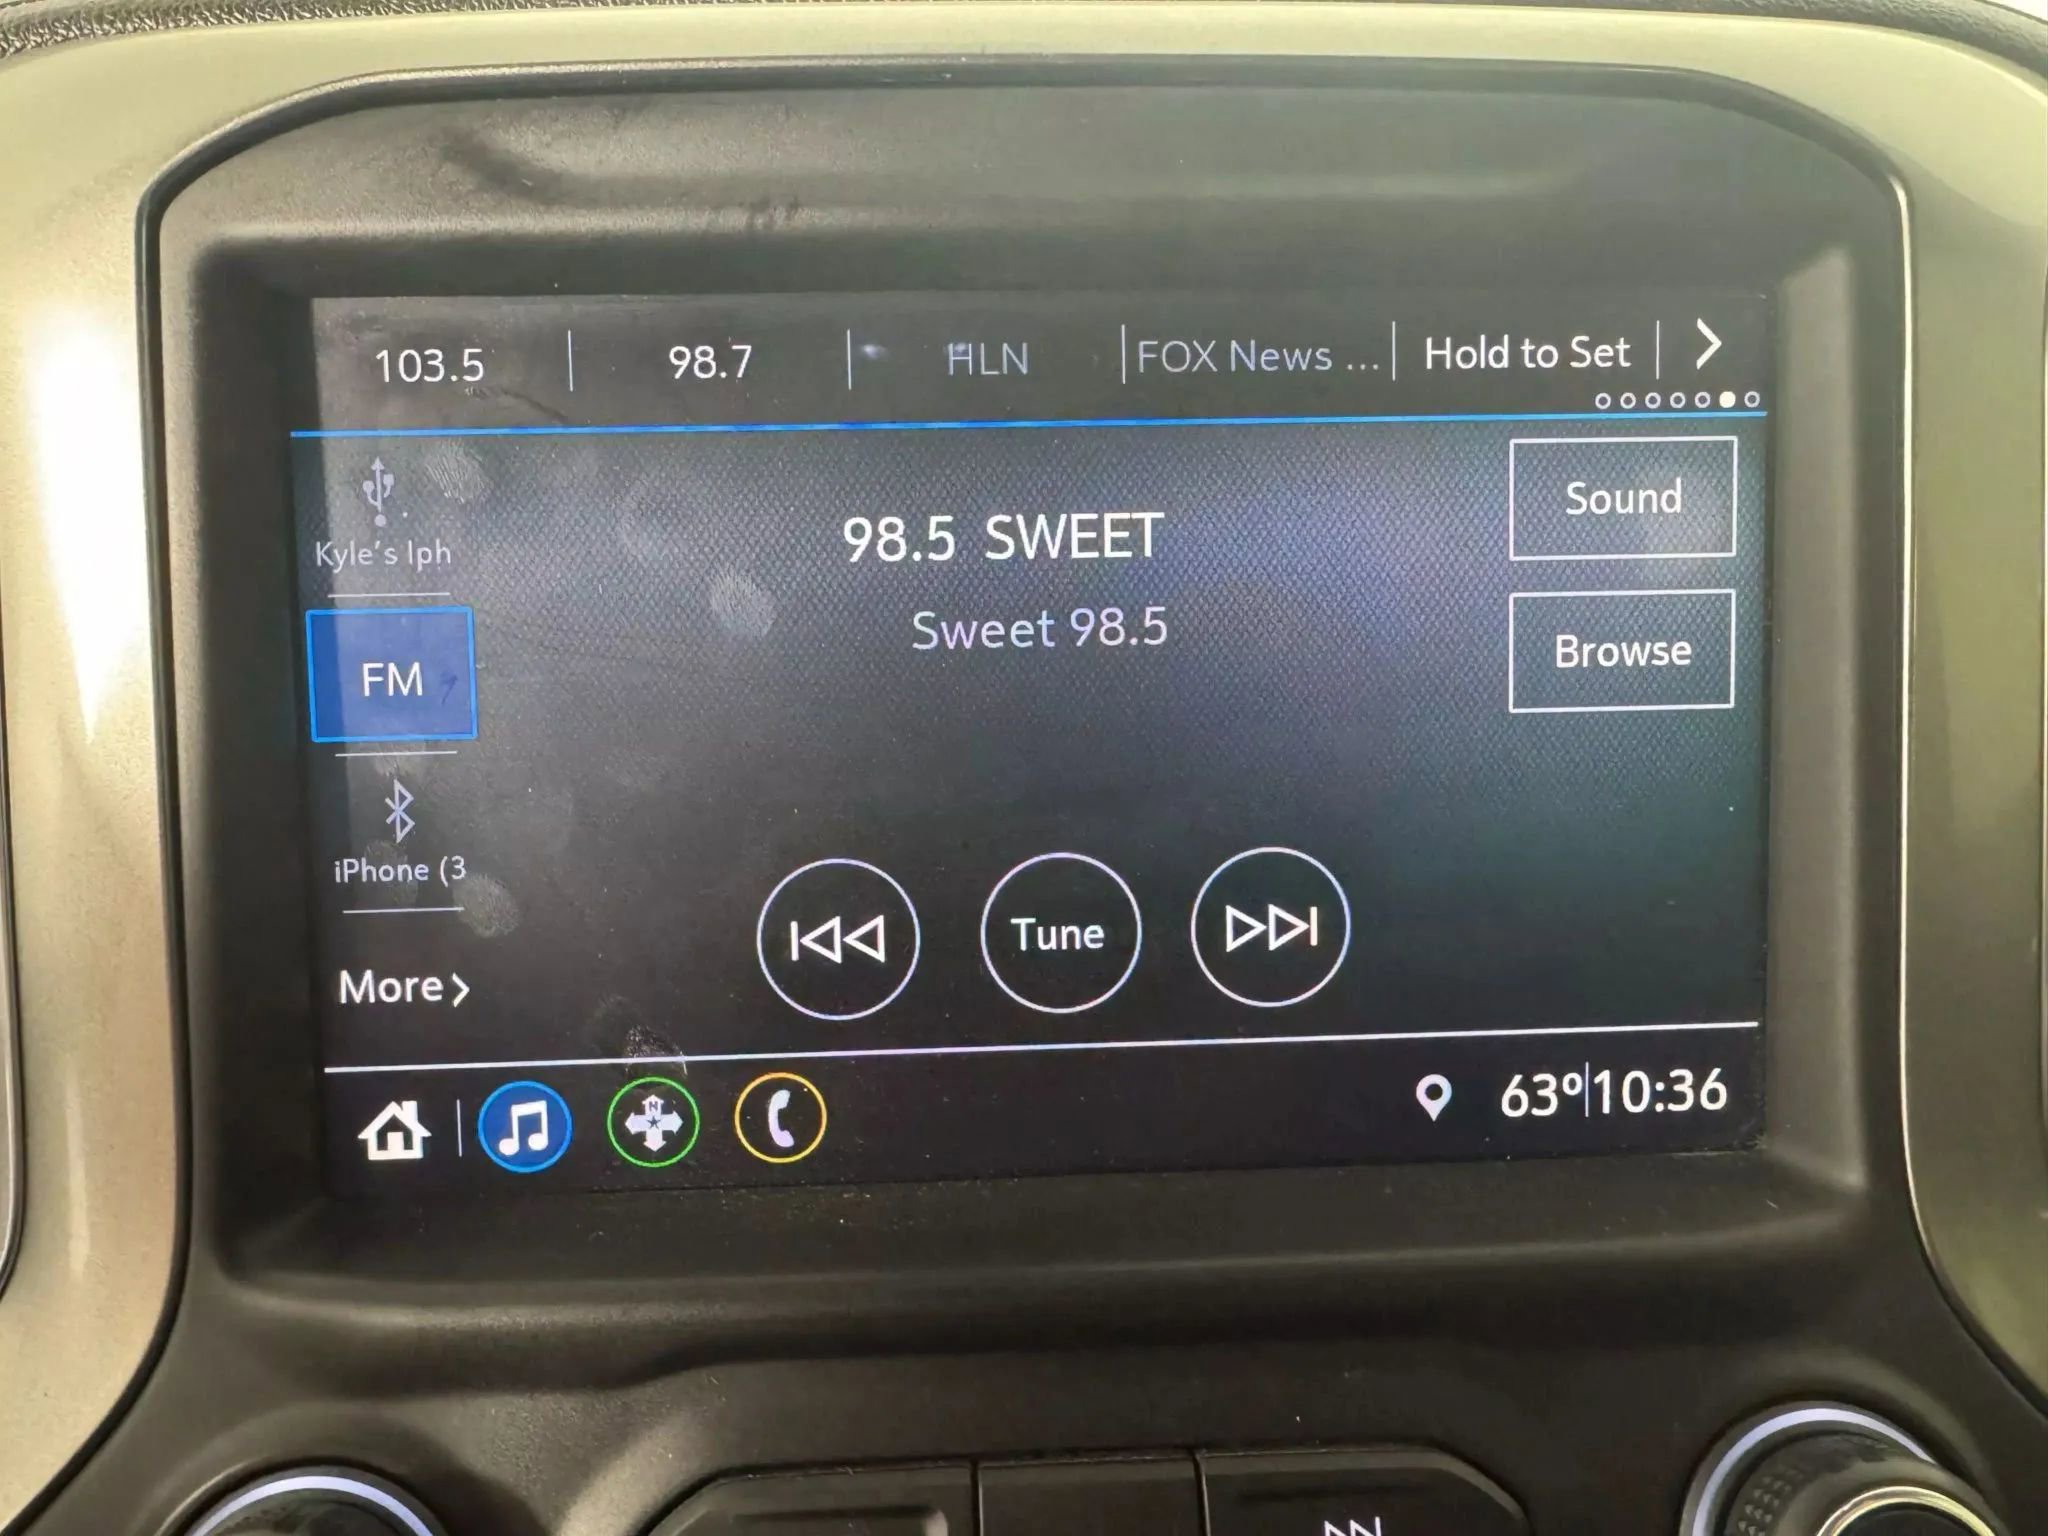 103.5 | 98.7 | HLN | FOX News ... | Hold to Set |
Kyle's Iph
98.5 SWEET
Sound
Sweet 98.5
Browse
FM
iPhone (3
Tune
More
N
63º|10:36